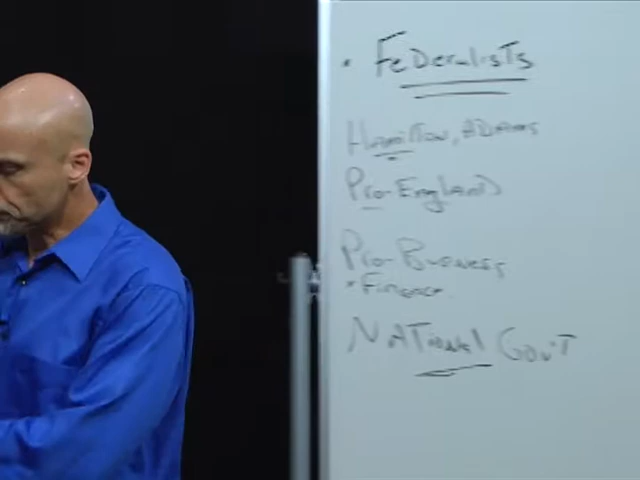 • Federalists
Hamilton, Adams
Pro-England
Pro-Business
• Finance
National Gov't